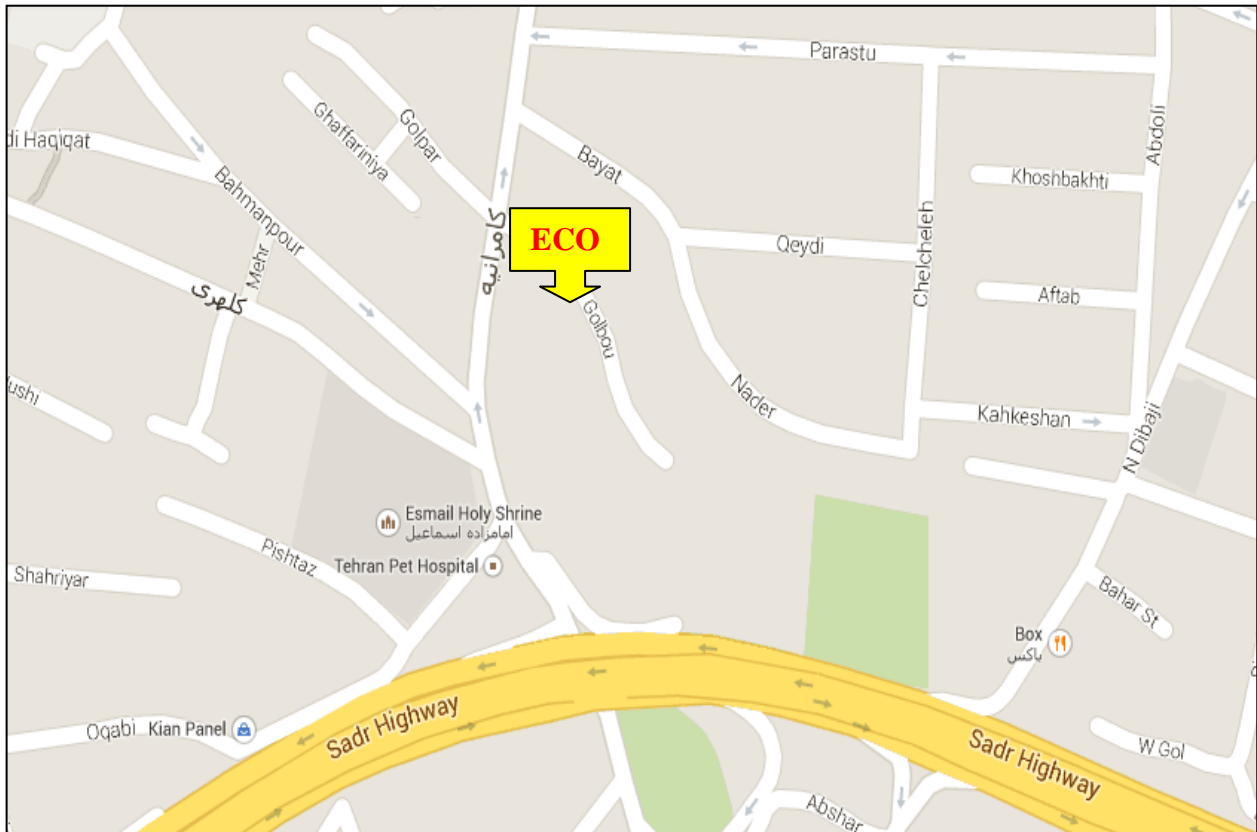 Parastu
di Haqiqat
Ghaffariniya
Golpar
Bayat
Abdoli
Khoshbakhti
Bahmanpour
Mehr
کامرانیه
ECO
Qeydi
Chelcheleh
کلهری
Aftab
Golbou
ushi
Nader
Kahkeshan
N Dibaji
Esmail Holy Shrine
امامزاده اسماعیل
Tehran Pet Hospital
Pishtaz
Shahriyar
Bahar St
Box
باکس
Oqabi
Kian Panel
Sadr Highway
Sadr Highway
W Gol
Abshar